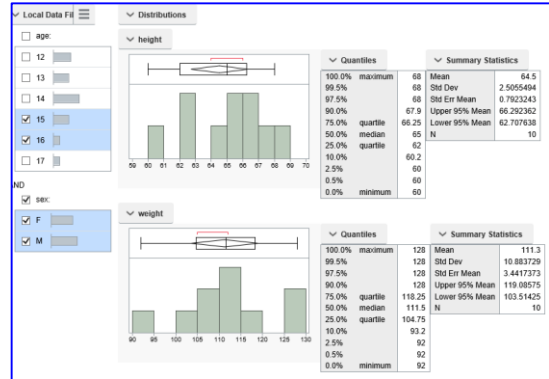 Local Data Fil
age:
12
13
14
15
16
17
AND
sex:
F
M
Distributions
height
59 60 61 62 63 64 65 66 67 68 69 70
Quantiles
100.0% maximum 68
99.5% 68
97.5% 68
90.0% 67.9
75.0% quartile 66.25
50.0% median 65
25.0% quartile 62
10.0% 60.2
2.5% 60
0.5% 60
0.0% minimum 60
Summary Statistics
Mean 64.5
Std Dev 2.5055494
Std Err Mean 0.7923243
Upper 95% Mean 66.292362
Lower 95% Mean 62.707638
N 10
weight
90 95 100 105 110 115 120 125 130
Quantiles
100.0% maximum 128
99.5% 128
97.5% 128
90.0% 128
75.0% quartile 118.25
50.0% median 111.5
25.0% quartile 104.75
10.0% 93.2
2.5% 92
0.5% 92
0.0% minimum 92
Summary Statistics
Mean 111.3
Std Dev 10.883729
Std Err Mean 3.4417373
Upper 95% Mean 119.08575
Lower 95% Mean 103.51425
N 10